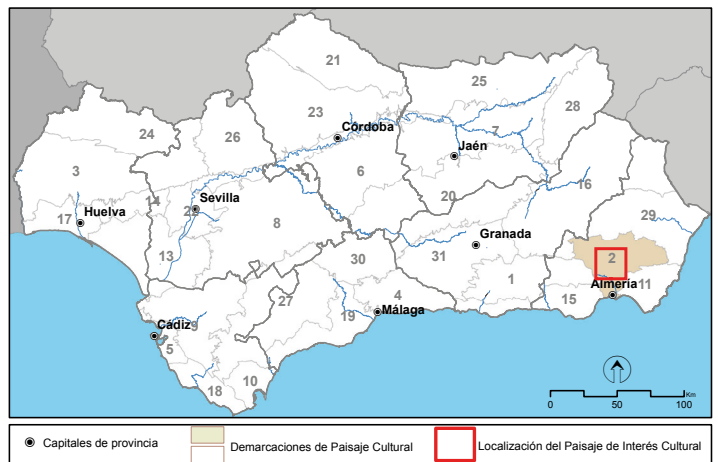 21
25
23
28
24
26
Córdoba
7
Jaén
3
6
16
20
14
Sevilla
22
17
Huelva
8
29
Granada
13
30
31
2
1
27
Almería
11
4
15
19
Málaga
Cádiz
9
5
10
18
Km
0
50
100
Capitales de provincia
Demarcaciones de Paisaje Cultural
Localización del Paisaje de Interés Cultural